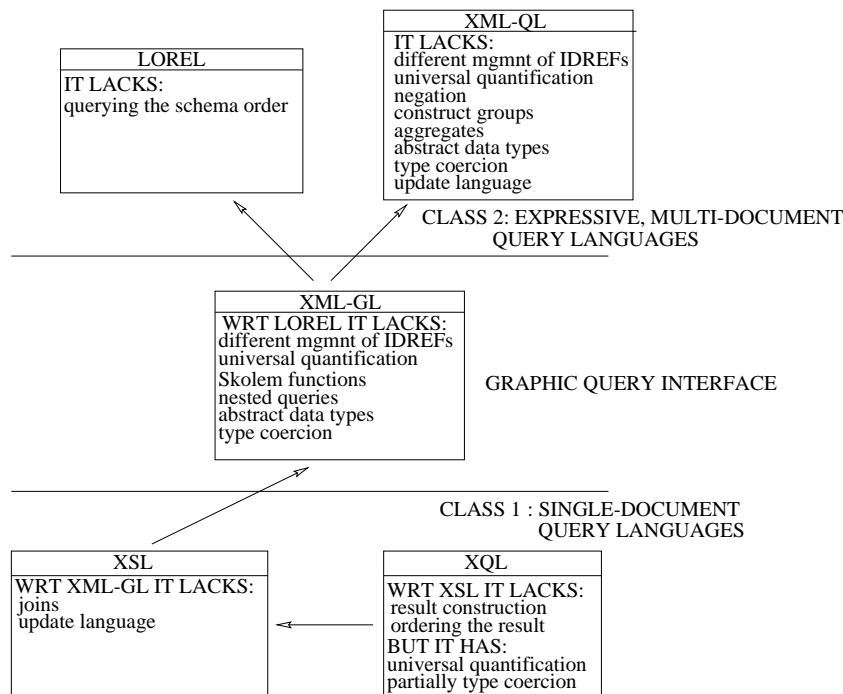 LOREL
IT LACKS:
querying the schema order
XML-QL
IT LACKS:
different mgmnt of IDREFs
universal quantification
negation
construct groups
aggregates
abstract data types
type coercion
update language
CLASS 2: EXPRESSIVE, MULTI-DOCUMENT
QUERY LANGUAGES
XML-GL
WRT LOREL IT LACKS:
different mgmnt of IDREFs
universal quantification
Skolem functions
nested queries
abstract data types
type coercion
GRAPHIC QUERY INTERFACE
CLASS 1 : SINGLE-DOCUMENT
QUERY LANGUAGES
XSL
WRT XML-GL IT LACKS:
joins
update language
XQL
WRT XSL IT LACKS:
result construction
ordering the result
BUT IT HAS:
universal quantification
partially type coercion